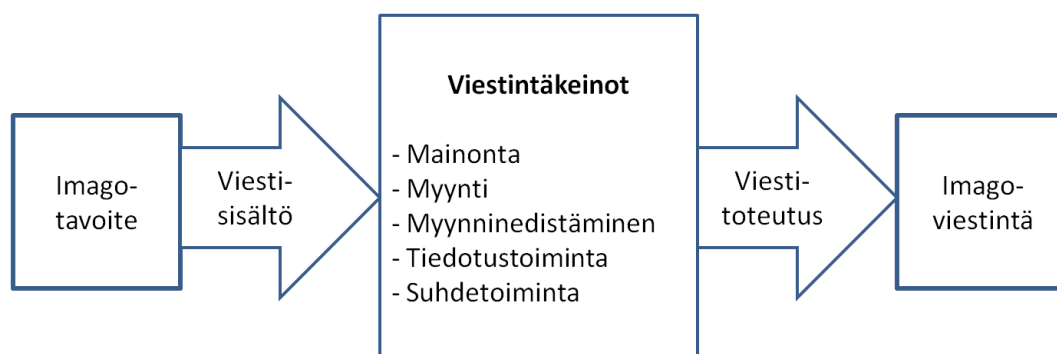 Imago-
tavoite
Viesti-
sisältö
Viestintäkeinot
- Mainonta
- Myynti
- Myynninedistäminen
- Tiedotustoiminta
- Suhdetoiminta
Viesti-
toteutus
Imago-
viestintä